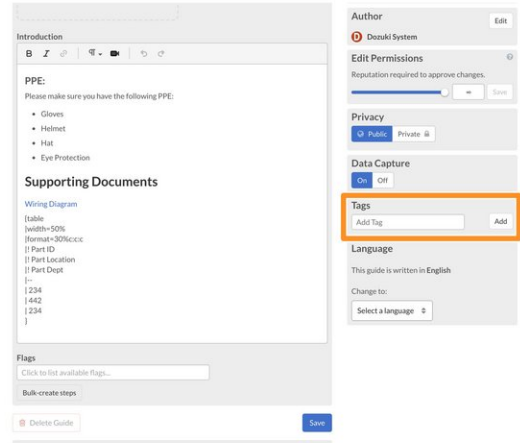 Introduction
B I
PPE:
Please make sure you have the following PPE:
Gloves
Helmet
Hat
Eye Protection
Supporting Documents
Wiring Diagram
[table
|width=50%
|format=30%c:c:c
|! Part ID
|! Part Location
|! Part Dept
|--
| 234
| 442
| 234
]
Flags
Click to list available flags...
Bulk-create steps
Delete Guide
Save
Author
Edit
Dozuki System
Edit Permissions
Reputation required to approve changes.
∞
Save
Privacy
Public
Private
Data Capture
On
Off
Tags
Add Tag
Add
Language
This guide is written in English
Change to:
Select a language